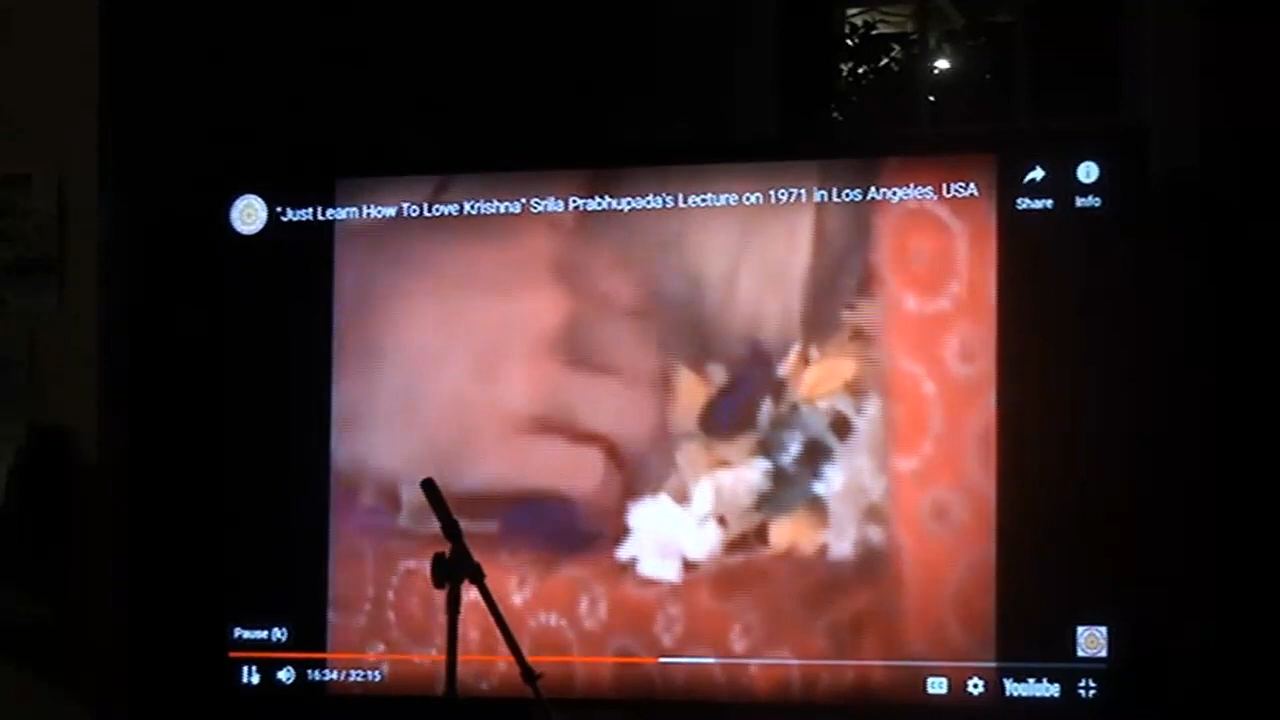 "Just Learn How To Love Krishna" Srila Prabhupada's Lecture on 1971 in Los Angeles, USA
Share
Info
Pause (k)
16:34 / 32:15
CC
YouTube